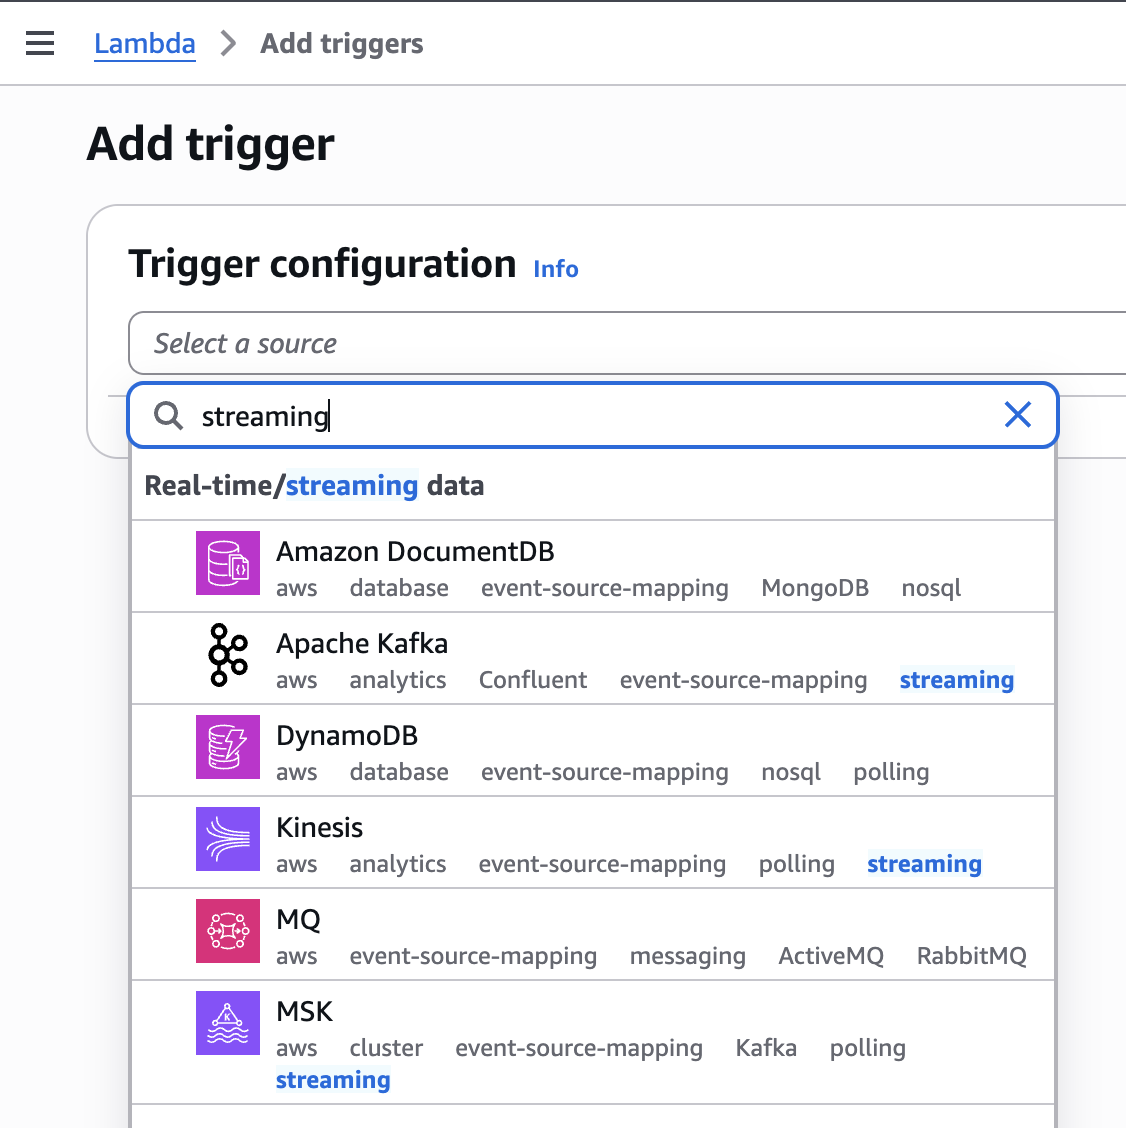 Lambda > Add triggers
Add trigger
Trigger configuration Info
Select a source
streaming
Real-time/streaming data
Amazon DocumentDB
aws database event-source-mapping MongoDB nosql
Apache Kafka
aws analytics Confluent event-source-mapping streaming
DynamoDB
aws database event-source-mapping nosql polling
Kinesis
aws analytics event-source-mapping polling streaming
MQ
aws event-source-mapping messaging ActiveMQ RabbitMQ
MSK
aws cluster event-source-mapping Kafka polling
streaming